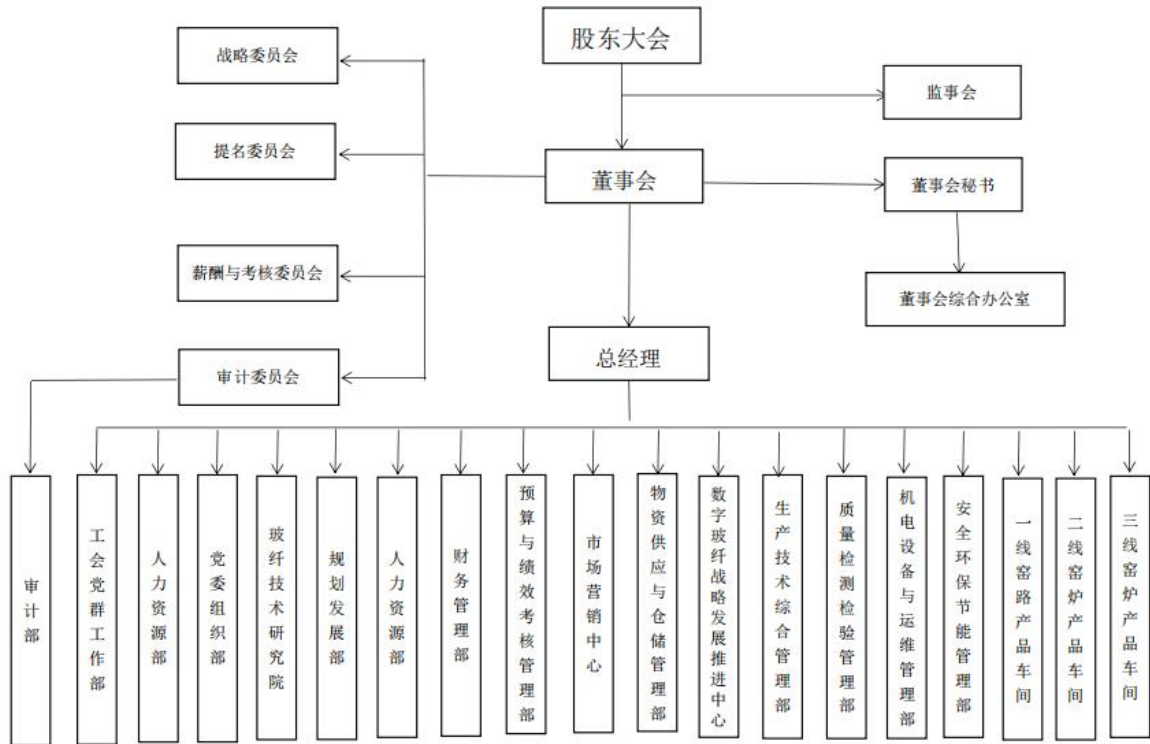 股东大会
战略委员会
监事会
提名委员会
董事会
董事会秘书
薪酬与考核委员会
董事会综合办公室
总经理
审计委员会
审计部
工会党群工作部
人力资源部
党委组织部
玻纤技术研究院
规划发展部
人力资源部
财务管理部
预算与绩效考核管理部
市场营销中心
物资供应与仓储管理部
数字玻纤战略发展推进中心
生产技术综合管理部
质量检测检验管理部
机电设备与运维管理部
安全环保节能管理部
一线窑路产品车间
二线窑炉产品车间
三线窑炉产品车间